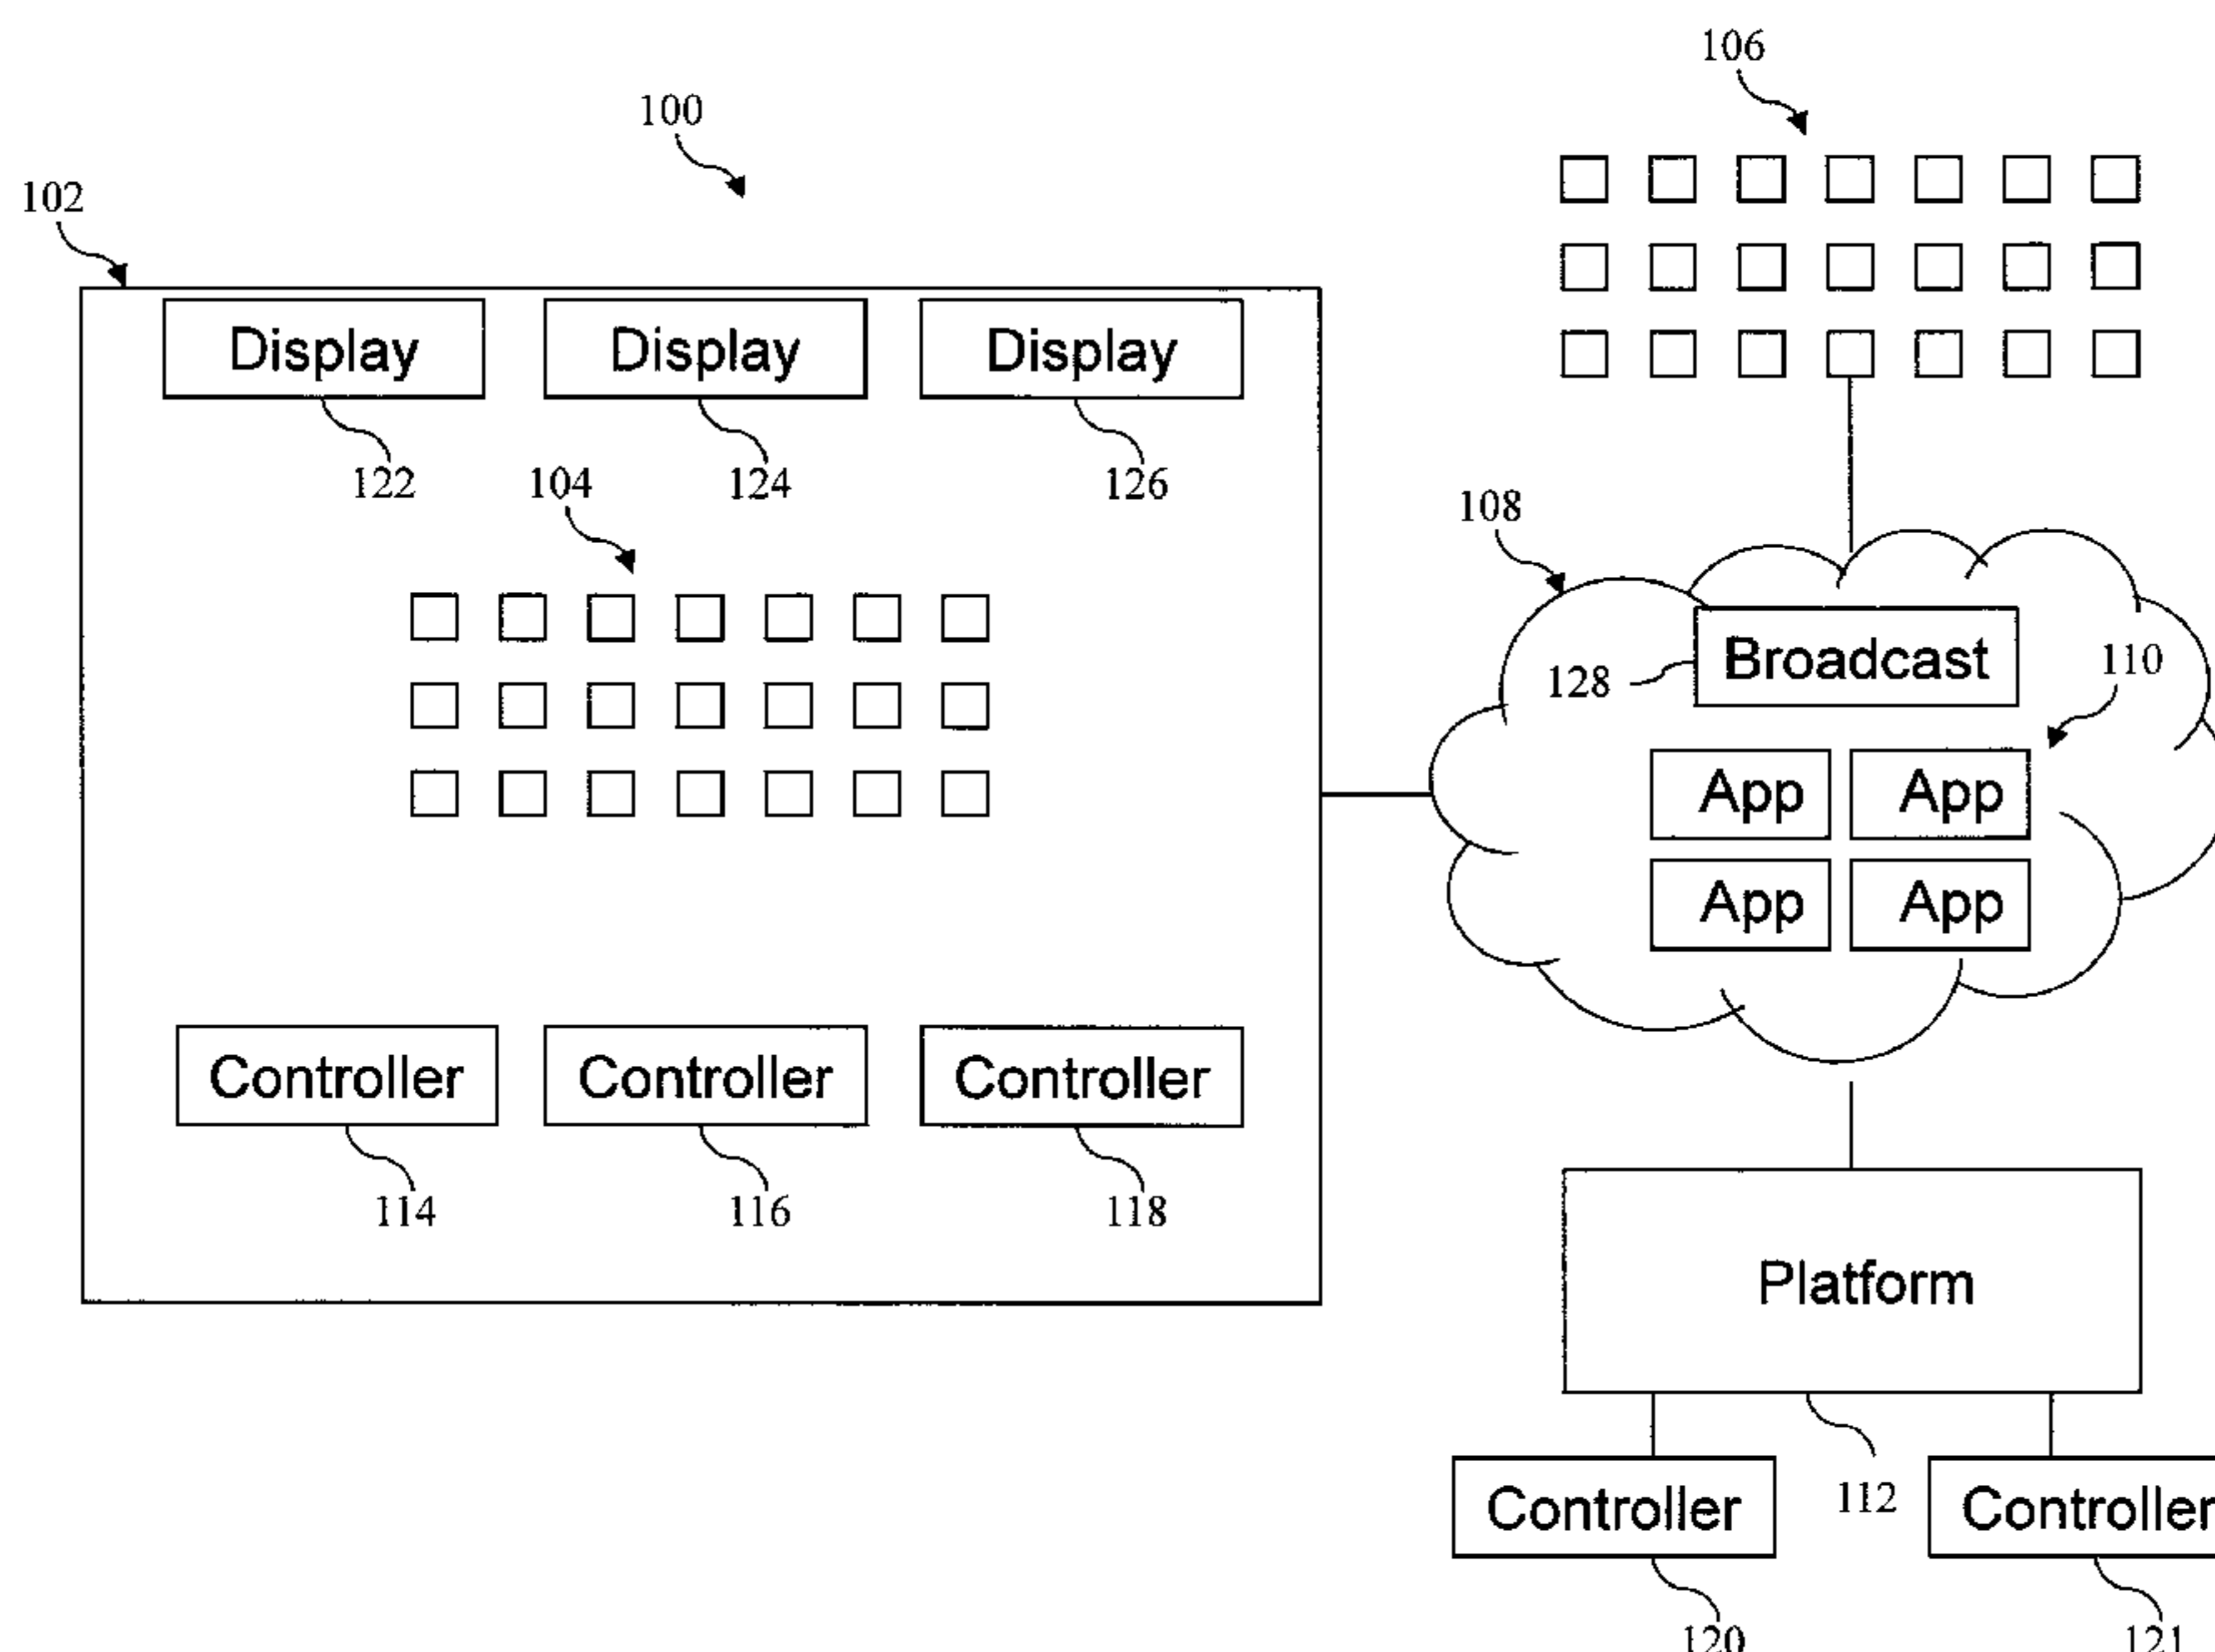 106
100
102
Display Display Display
122 124 126
104
108
Broadcast
128
110
App App
App App
Controller Controller Controller
114 116 118
Platform
112
Controller Controller
120 121